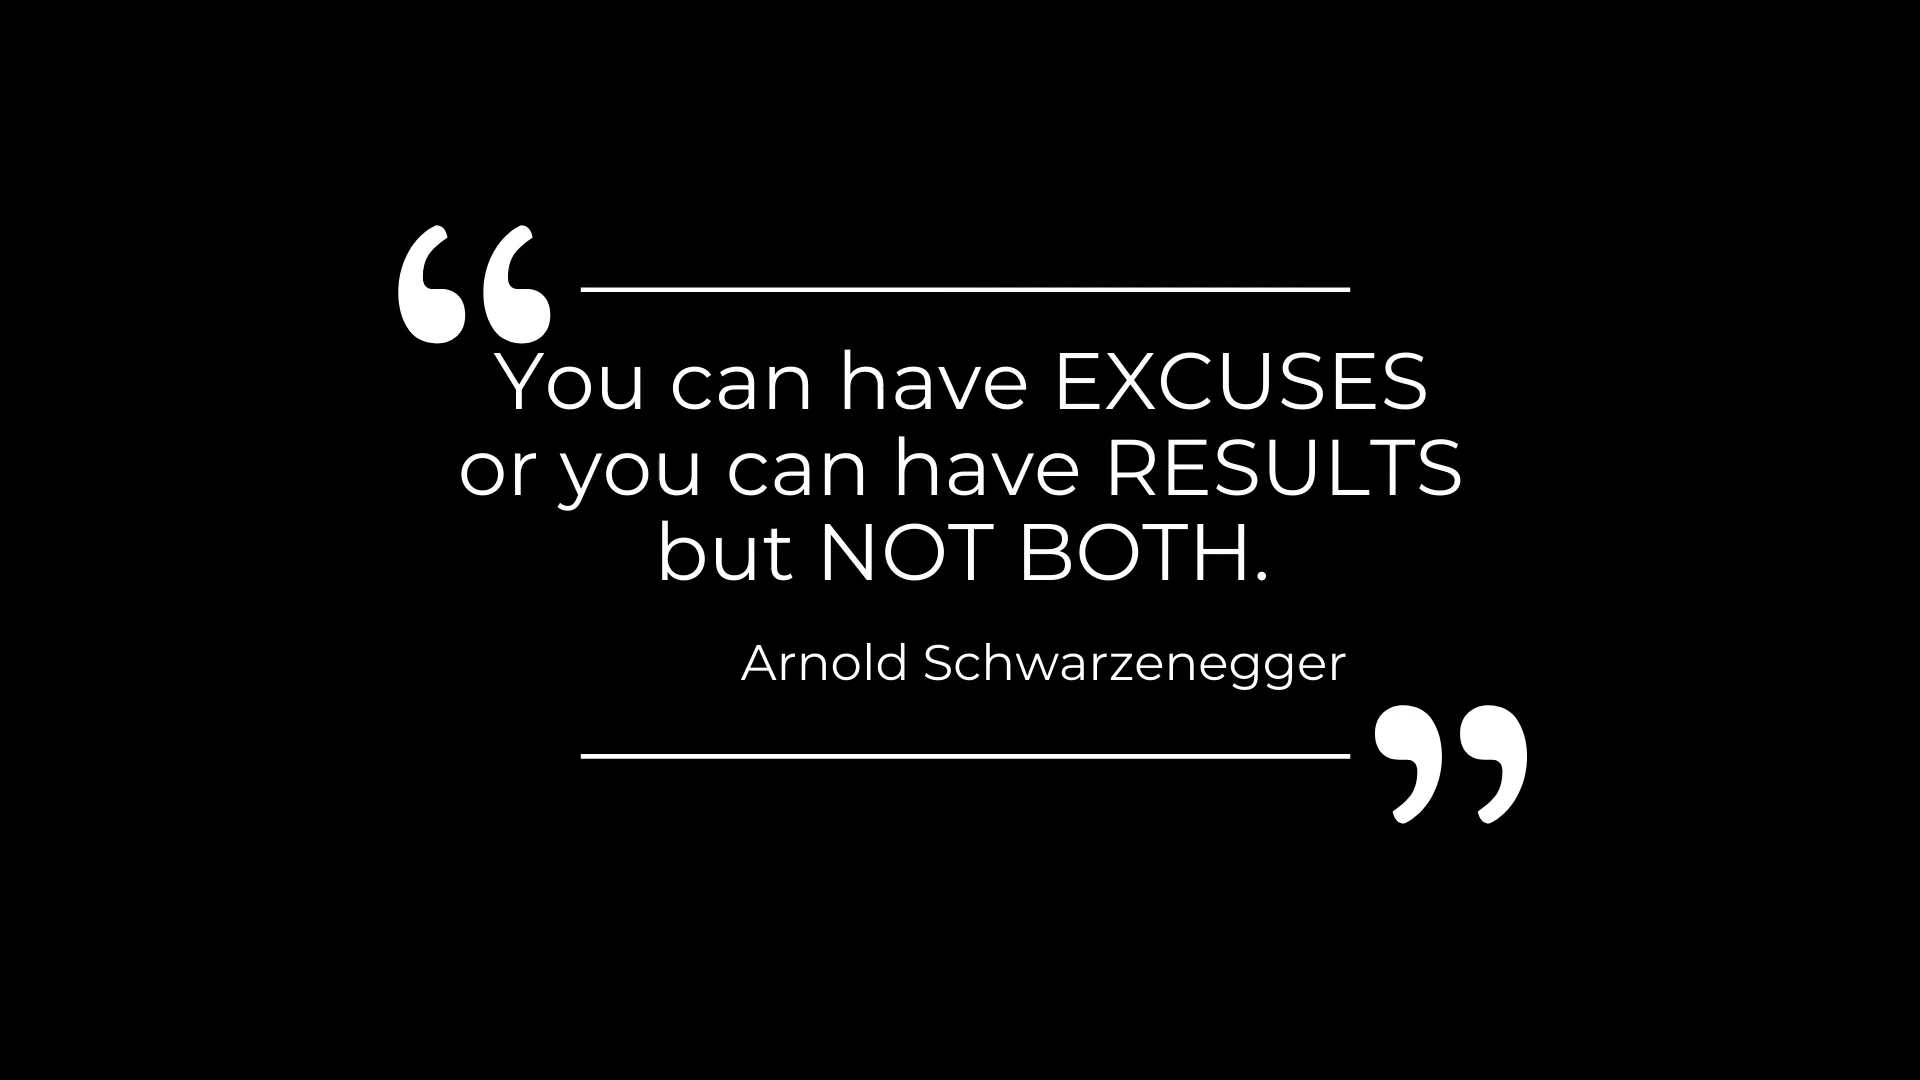 “
You can have EXCUSES
or you can have RESULTS
but NOT BOTH.
Arnold Schwarzenegger
”